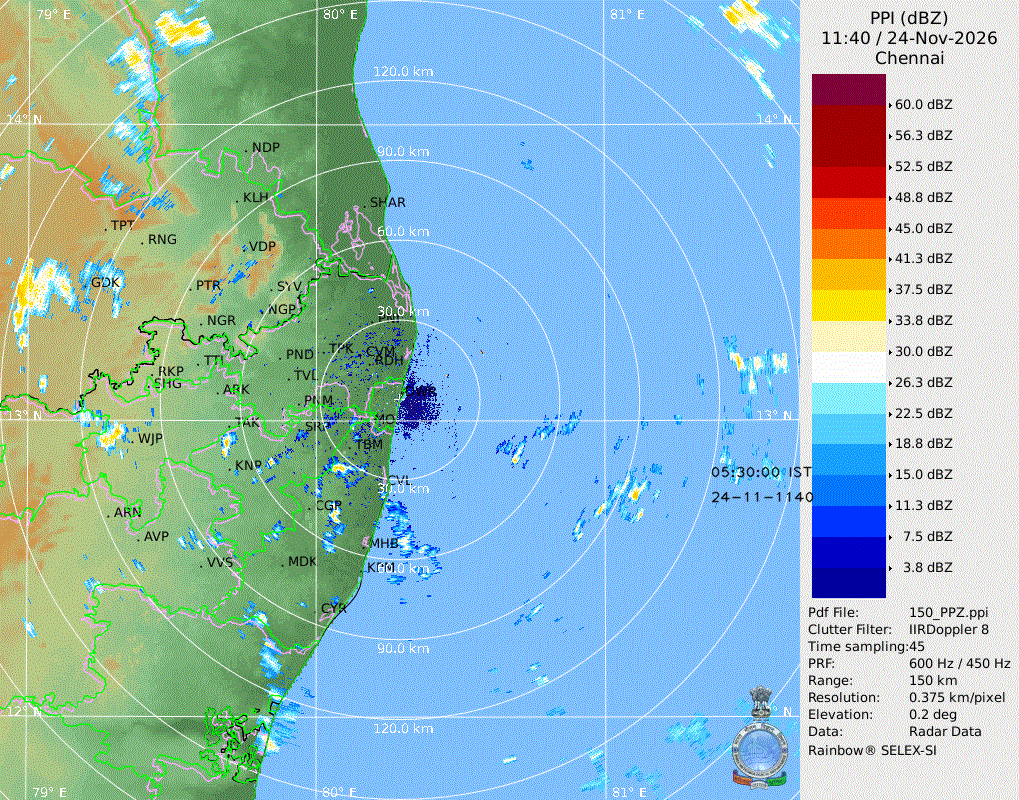 79° E
80° E
81° E
120.0 km
14° N
14° N
NDP
90.0 km
KLH
SHAR
TPT
RNG
60.0 km
VDP
GDK
PTR
SYV
NGP
30.0 km
NGR
PND
TPK
TTI
RKP
SHG
ARK
PNM
13° N
13° N
WJP
TBM
KNP
CVL
30.0 km
CGP
ARN
AVP
MHB
VVS
MDK
CYR
90.0 km
12° N
120.0 km
79° E
80° E
81° E
05:30:00 IST
24-11-1140
PPI (dBZ)
11:40 / 24-Nov-2026
Chennai
60.0 dBZ
56.3 dBZ
52.5 dBZ
48.8 dBZ
45.0 dBZ
41.3 dBZ
37.5 dBZ
33.8 dBZ
30.0 dBZ
26.3 dBZ
22.5 dBZ
18.8 dBZ
15.0 dBZ
11.3 dBZ
7.5 dBZ
3.8 dBZ
Pdf File: 150_PPZ.ppi
Clutter Filter: IIRDoppler 8
Time sampling:45
PRF: 600 Hz / 450 Hz
Range: 150 km
Resolution: 0.375 km/pixel
Elevation: 0.2 deg
Data: Radar Data
Rainbow® SELEX-SI